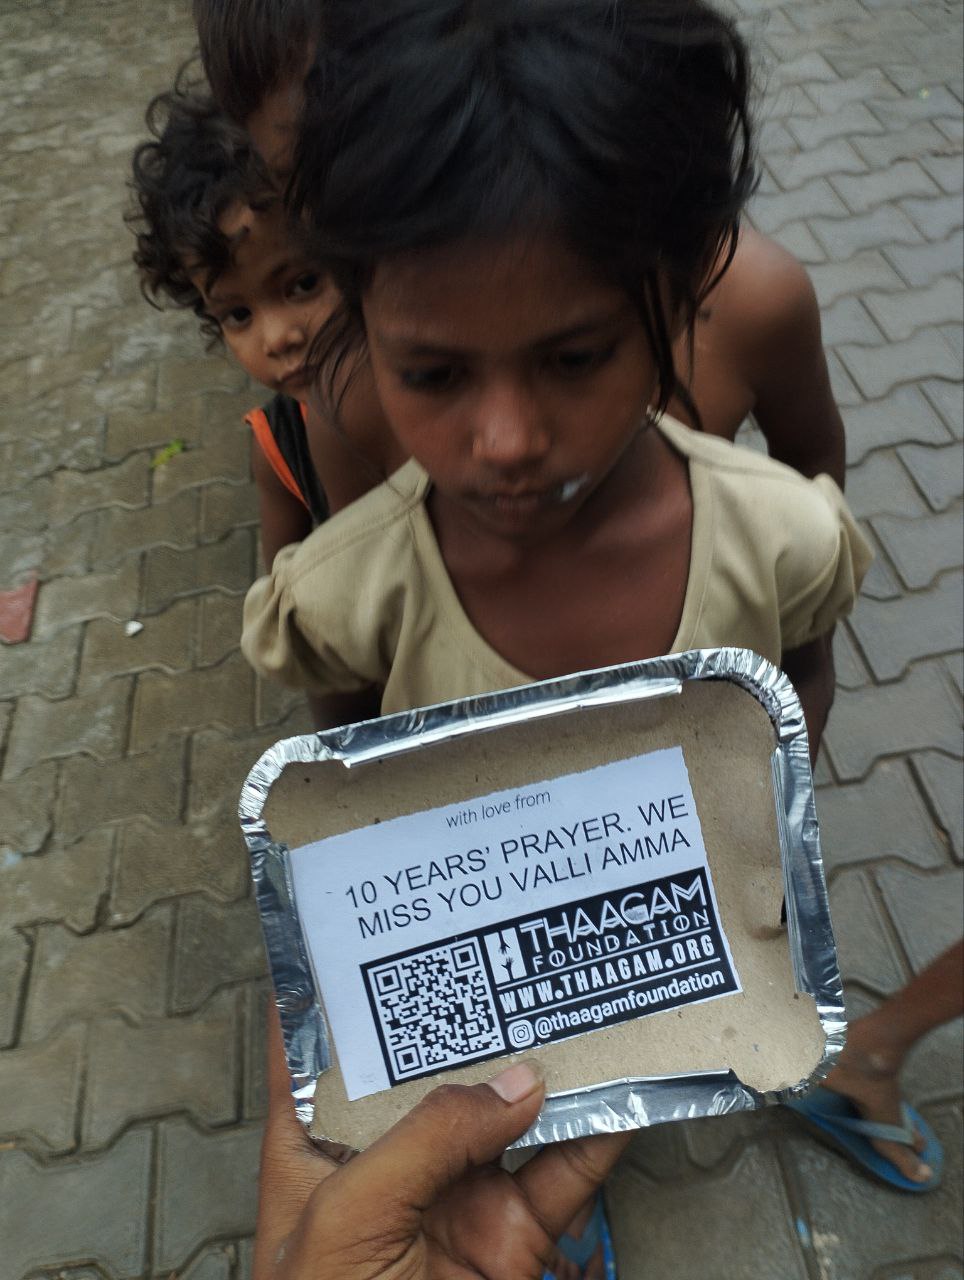 with love from
10 YEARS' PRAYER. WE
MISS YOU VALLI AMMA
THAAGAM
FOUNDATION
WWW.THAAGAM.ORG
@thaagamfoundation